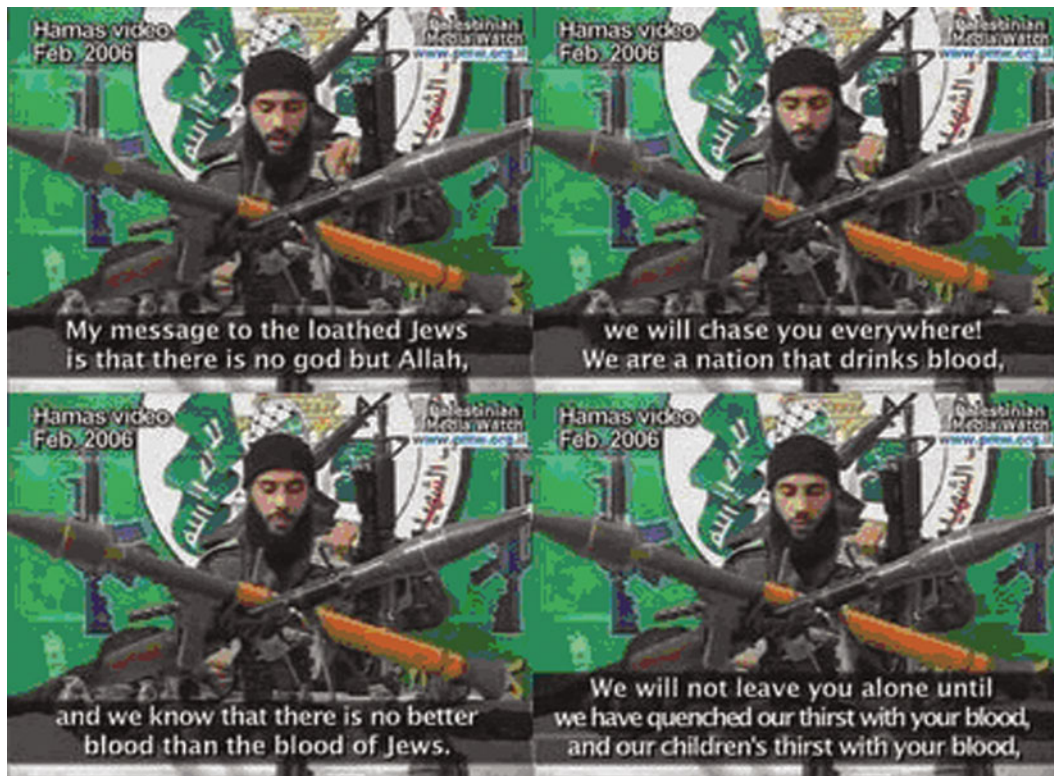 Hamas video
Feb. 2006
Palestinian
Media Watch
www.pmw.org.il
My message to the loathed Jews
is that there is no god but Allah,
Hamas video
Feb. 2006
Palestinian
Media Watch
www.pmw.org.il
we will chase you everywhere!
We are a nation that drinks blood,
Hamas video
Feb. 2006
Palestinian
Media Watch
www.pmw.org.il
and we know that there is no better
blood than the blood of Jews.
Hamas video
Feb. 2006
Palestinian
Media Watch
www.pmw.org.il
We will not leave you alone until
we have quenched our thirst with your blood,
and our children's thirst with your blood,